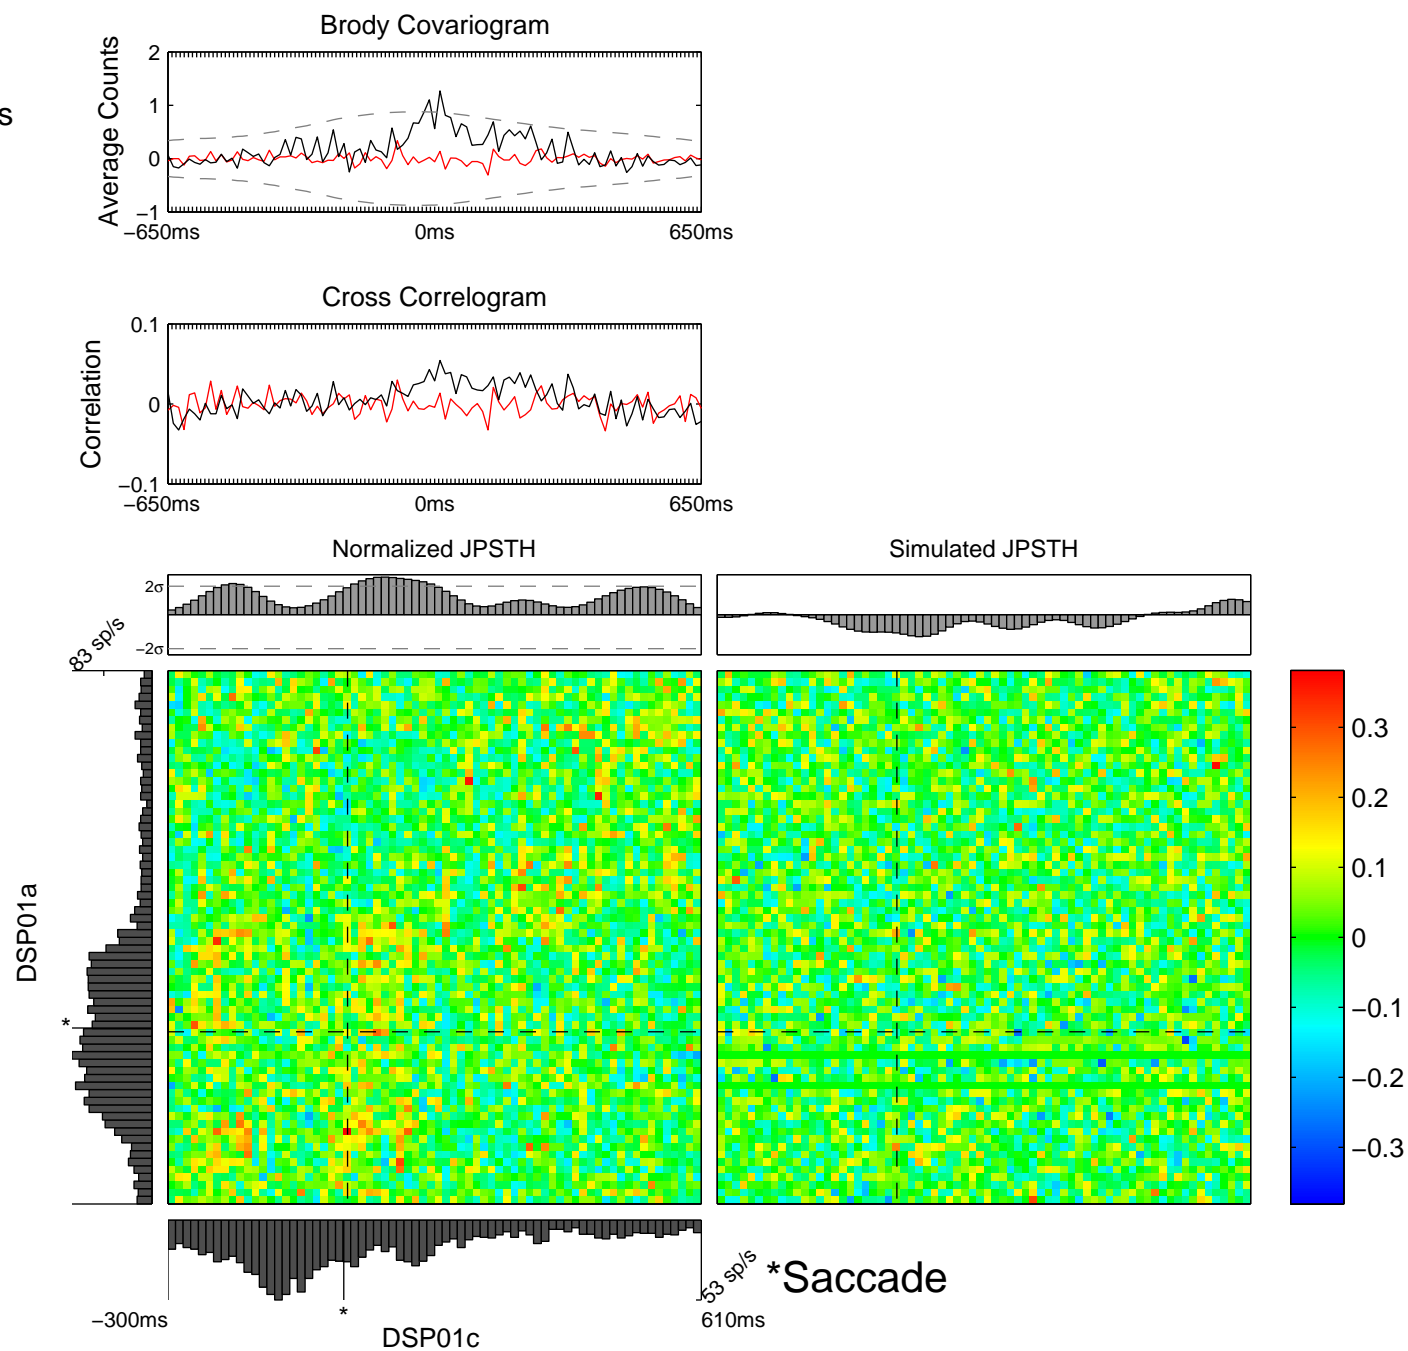 Brody Covariogram
s
Average Counts
2
1
0
−1
−650ms
0ms
650ms
Cross Correlogram
Correlation
0.1
0
−0.1
−650ms
0ms
650ms
Normalized JPSTH
Simulated JPSTH
2σ
−2σ
83 sp/s
DSP01a
*
0.3
0.2
0.1
0
−0.1
−0.2
−0.3
53 sp/s
*Saccade
*
−300ms
610ms
DSP01c